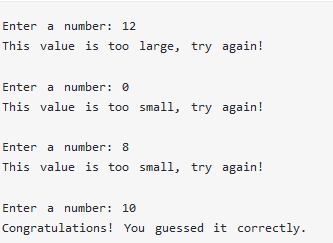 Enter a number: 12
This value is too large, try again!
Enter a number: 0
This value is too small, try again!
Enter a number: 8
This value is too small, try again!
Enter a number: 10
Congratulations! You guessed it correctly.